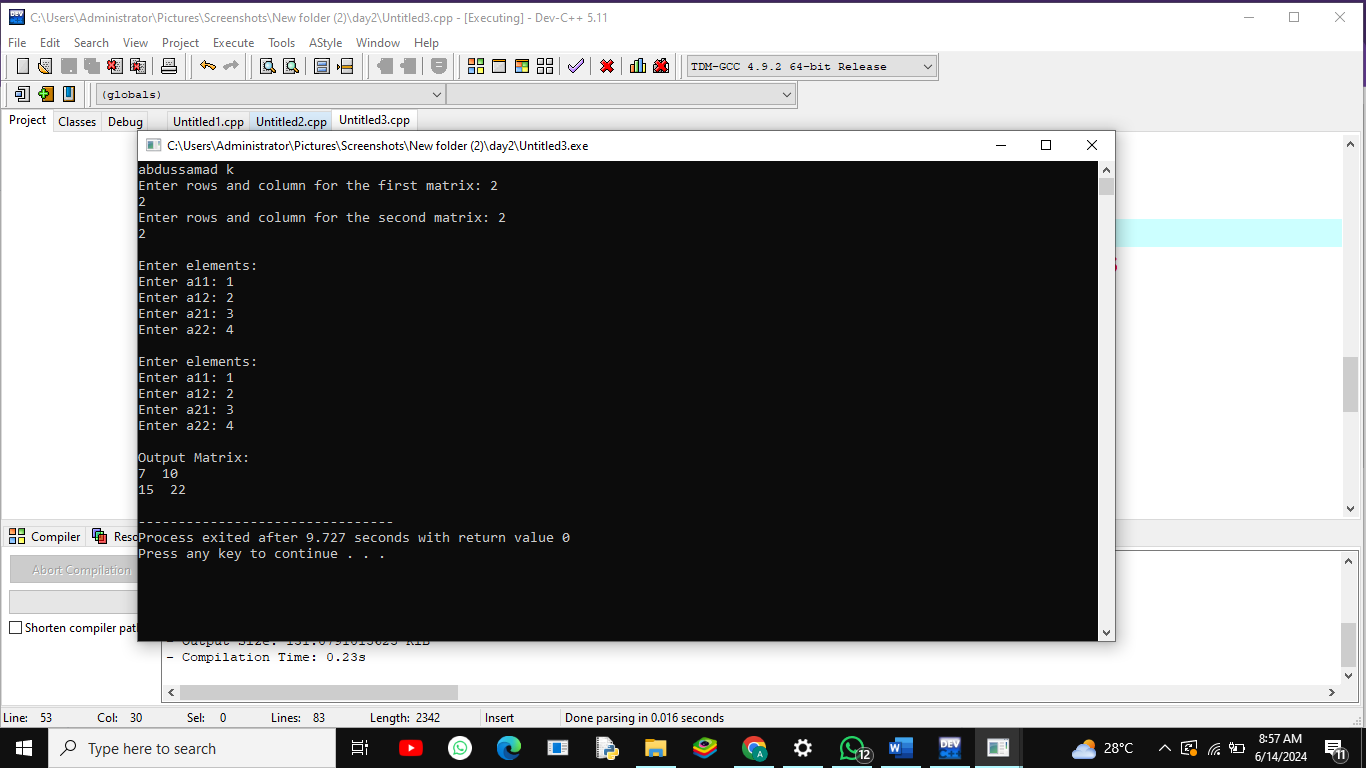 C:\Users\Administrator\Pictures\Screenshots\New folder (2)\day2\Untitled3.cpp - [Executing] - Dev-C++ 5.11
File Edit Search View Project Execute Tools AStyle Window Help
TDM-GCC 4.9.2 64-bit Release
(globals)
Project Classes Debug Untitled1.cpp Untitled2.cpp Untitled3.cpp
C:\Users\Administrator\Pictures\Screenshots\New folder (2)\day2\Untitled3.exe
abdussamad k
Enter rows and column for the first matrix: 2
2
Enter rows and column for the second matrix: 2
2
Enter elements:
Enter a11: 1
Enter a12: 2
Enter a21: 3
Enter a22: 4
Enter elements:
Enter a11: 1
Enter a12: 2
Enter a21: 3
Enter a22: 4
Output Matrix:
7  10
15  22
--------------------------------
Process exited after 9.727 seconds with return value 0
Press any key to continue . . .
Compiler Reso
Abort Compilation
Shorten compiler pat
- Output Size:
- Compilation Time: 0.23s
Line: 53 Col: 30 Sel: 0 Lines: 83 Length: 2342 Insert Done parsing in 0.016 seconds
DEV
Type here to search
12
W
DEV
28°C
8:57 AM
6/14/2024
11